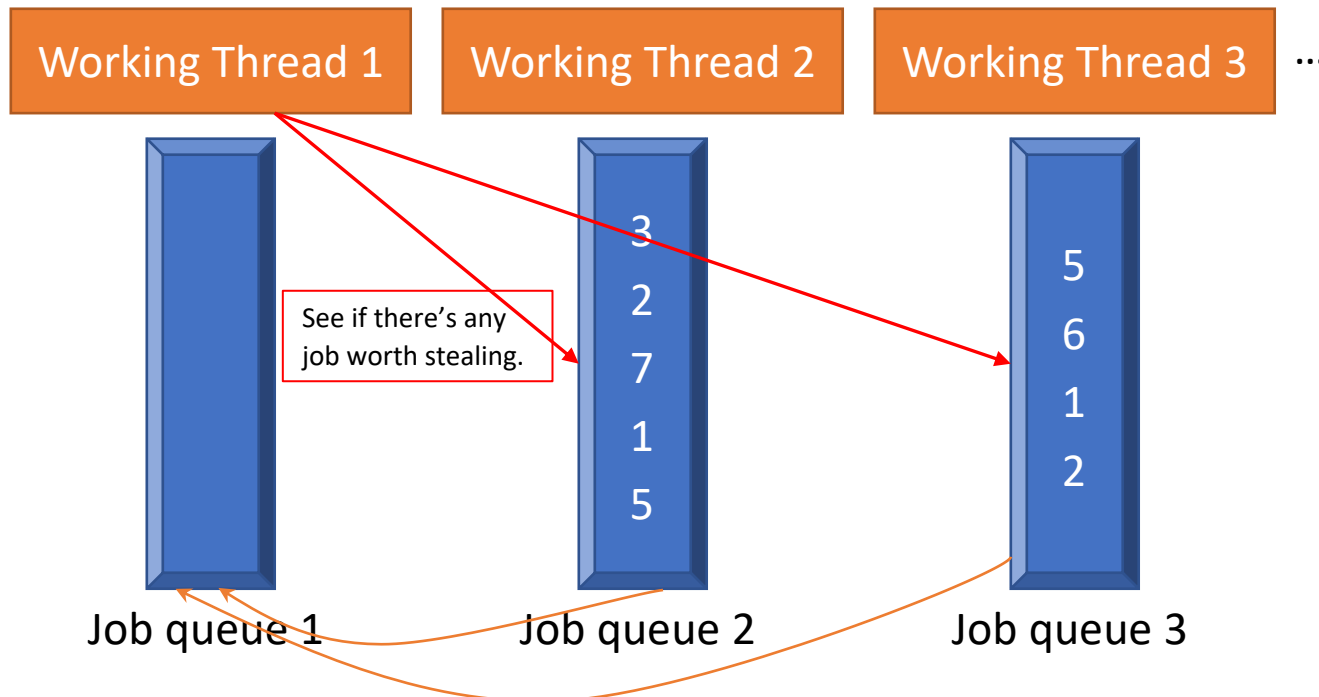 Working Thread 1
Working Thread 2
Working Thread 3
...
See if there’s any
job worth stealing.
3
2
7
1
5
5
6
1
2
Job queue 1
Job queue 2
Job queue 3